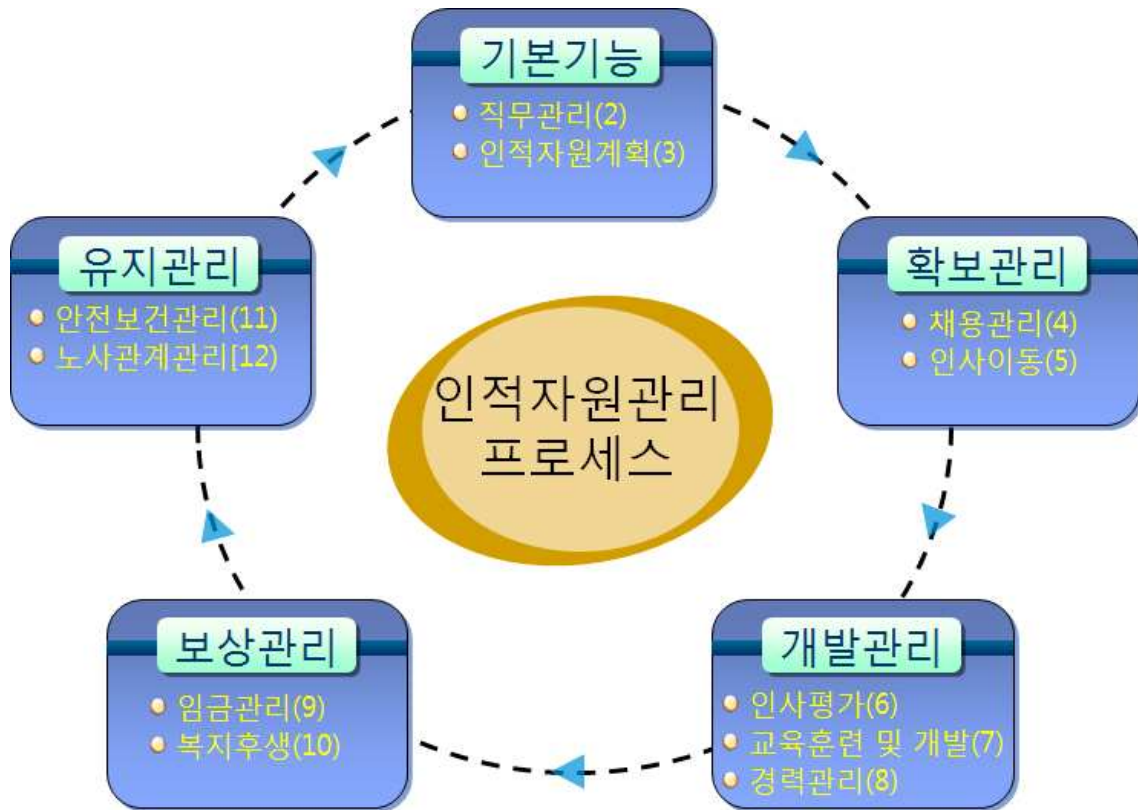 기본기능
직무관리(2)
인적자원계획(3)
확보관리
채용관리(4)
인사이동(5)
개발관리
인사평가(6)
교육훈련 및 개발(7)
경력관리(8)
보상관리
임금관리(9)
복지후생(10)
유지관리
안전보건관리(11)
노사관계관리[12)
인적자원관리
프로세스